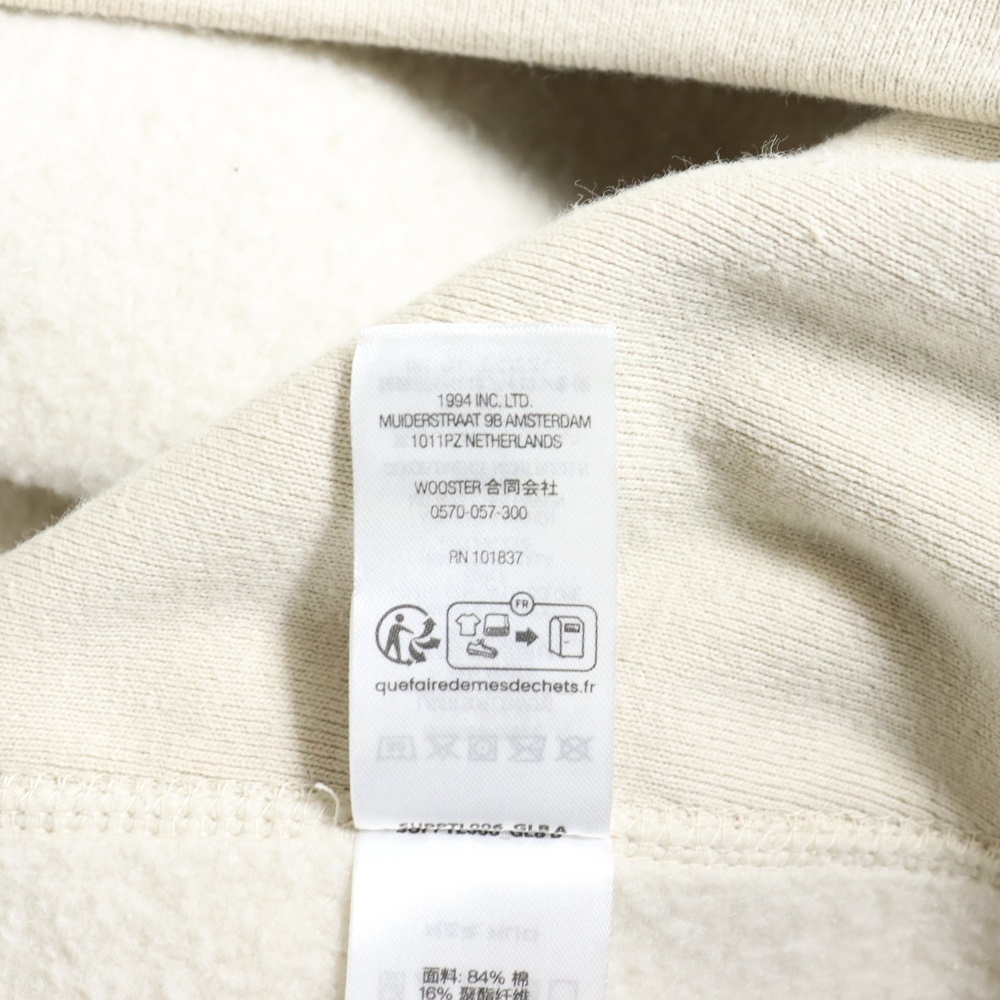 1994 INC, LTD.
MUIDERSTRAAT 9B AMSTERDAM
1011PZ NETHERLANDS
WOOSTER 合同会社
0570-057-300
RN 101837
FR
quefairedemesdechets.fr
面料: 84% 棉
16% 聚酯纤维